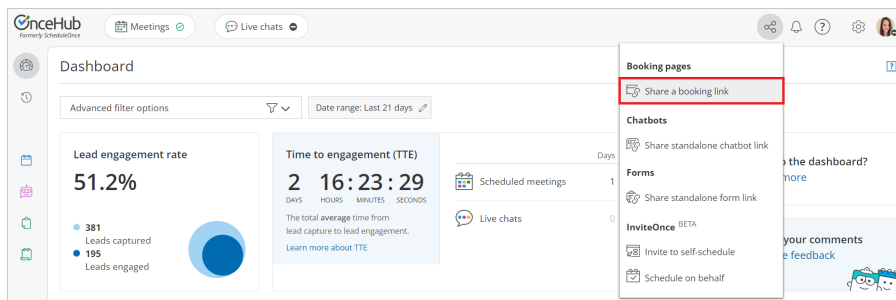 OnceHub
Formerly ScheduleOnce
Meetings
Live chats
Dashboard
Advanced filter options
Date range: Last 21 days
Lead engagement rate
51.2%
381
Leads captured
195
Leads engaged
Time to engagement (TTE)
2 16 : 23 : 29
DAYS HOURS MINUTES SECONDS
The total average time from
lead capture to lead engagement.
Learn more about TTE
Days
Scheduled meetings 1
Live chats 0
Booking pages
Share a booking link
Chatbots
Share standalone chatbot link
Forms
Share standalone form link
InviteOnce BETA
Invite to self-schedule
Schedule on behalf
the dashboard?
more
your comments
feedback